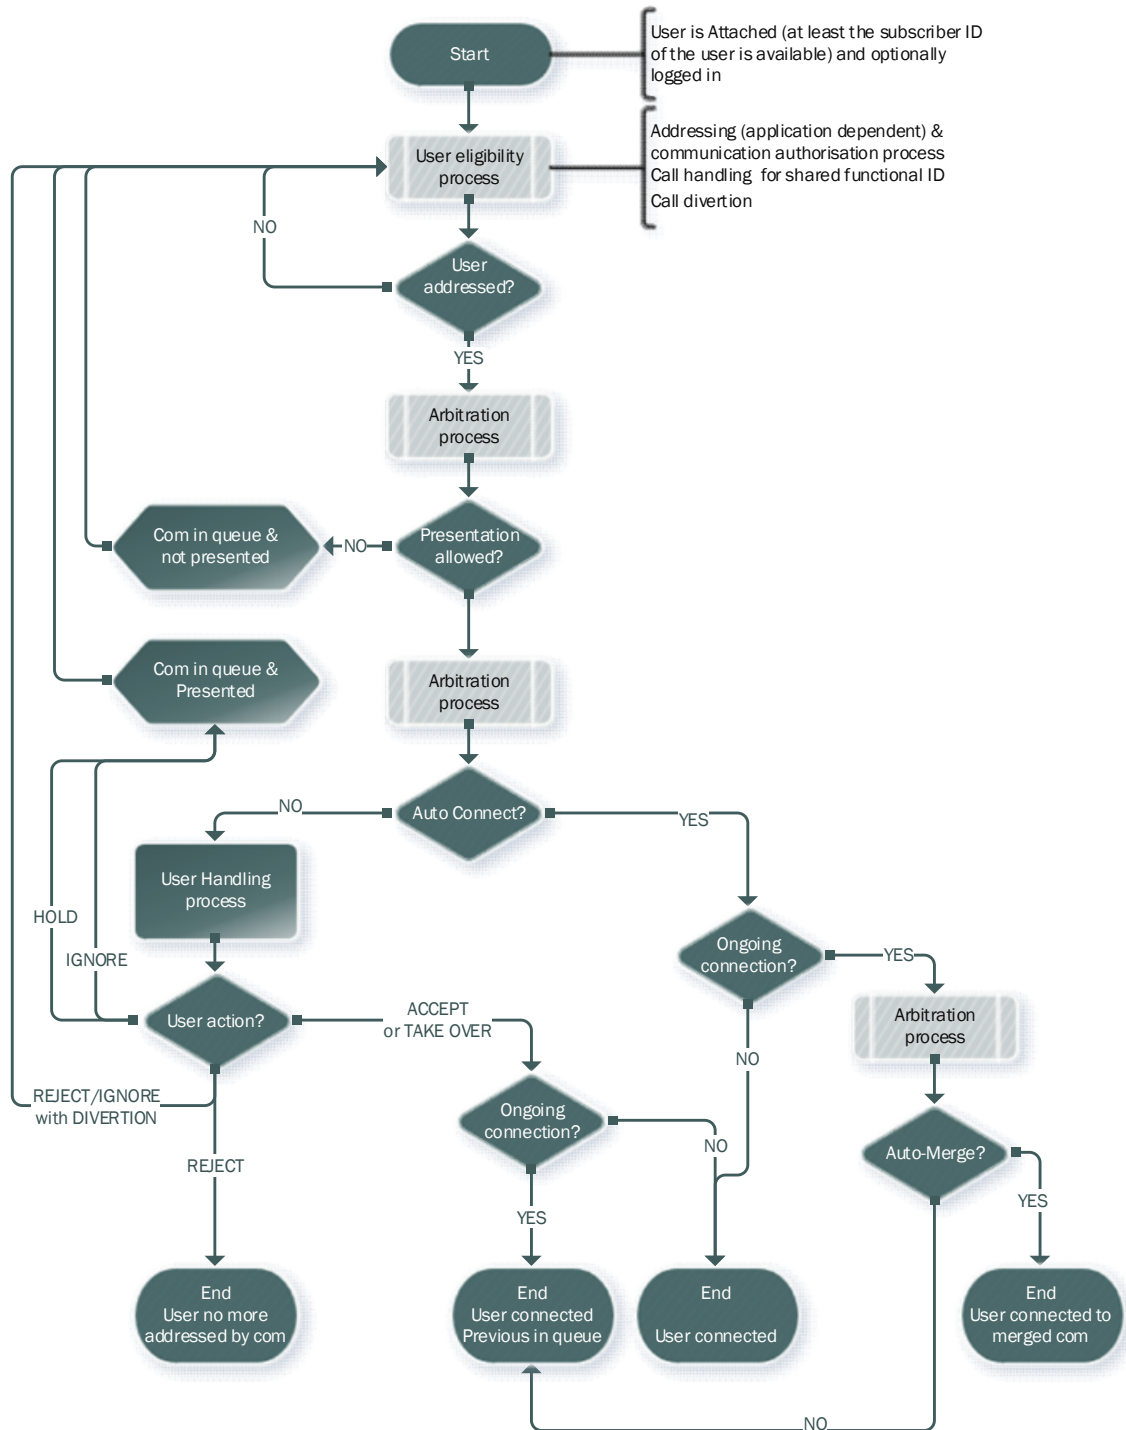 Start
User is Attached (at least the subscriber ID
of the user is available) and optionally
logged in
User eligibility
process
Addressing (application dependent) &
communication authorisation process
Call handling for shared functional ID
Call divertion
NO
User
addressed?
YES
Arbitration
process
Com in queue &
not presented
NO
Presentation
allowed?
Com in queue &
Presented
Arbitration
process
NO
Auto Connect?
YES
User Handling
process
HOLD
IGNORE
Ongoing
connection?
YES
User action?
ACCEPT
or TAKE OVER
Arbitration
process
NO
REJECT/IGNORE
with DIVERTION
Ongoing
connection?
NO
Auto-Merge?
REJECT
YES
YES
End
User no more
addressed by com
End
User connected
Previous in queue
End
User connected
End
User connected to
merged com
NO